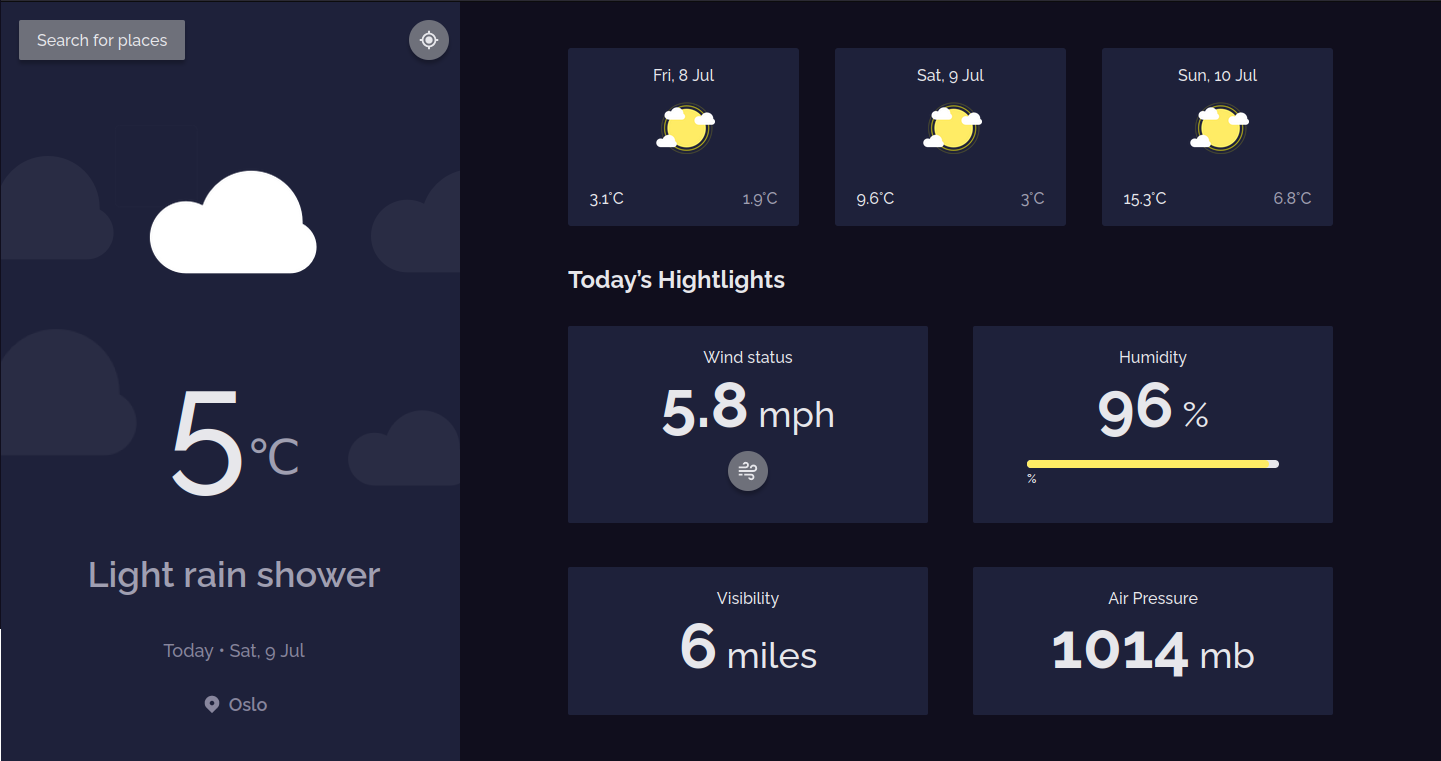 Search for places
5°C
Light rain shower
Today • Sat, 9 Jul
Oslo
Fri, 8 Jul
3.1°C 1.9°C
Sat, 9 Jul
9.6°C 3°C
Sun, 10 Jul
15.3°C 6.8°C
Today’s Hightlights
Wind status
5.8 mph
Humidity
96 %
%
Visibility
6 miles
Air Pressure
1014 mb